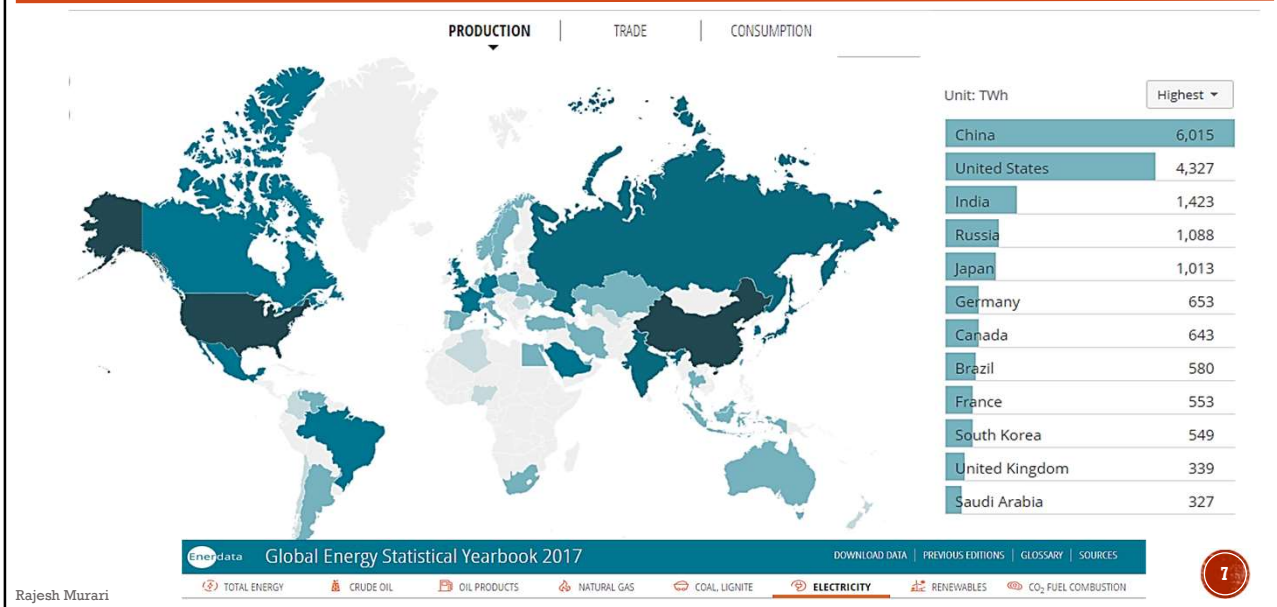 PRODUCTION | TRADE | CONSUMPTION
Unit: TWh
Highest
China 6,015
United States 4,327
India 1,423
Russia 1,088
Japan 1,013
Germany 653
Canada 643
Brazil 580
France 553
South Korea 549
United Kingdom 339
Saudi Arabia 327
Enerdata Global Energy Statistical Yearbook 2017 DOWNLOAD DATA | PREVIOUS EDITIONS | GLOSSARY | SOURCES
TOTAL ENERGY CRUDE OIL OIL PRODUCTS NATURAL GAS COAL, LIGNITE ELECTRICITY RENEWABLES CO₂ FUEL COMBUSTION
Rajesh Murari
7